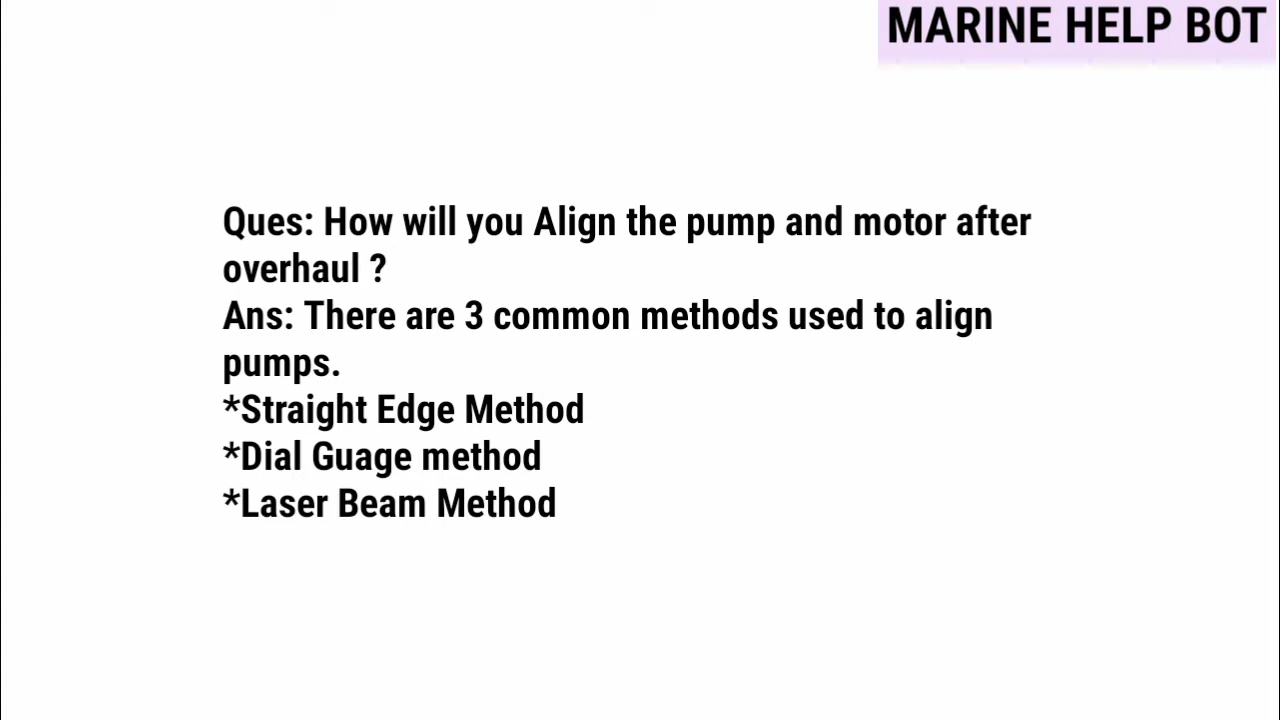 MARINE HELP BOT
Ques: How will you Align the pump and motor after
overhaul ?
Ans: There are 3 common methods used to align
pumps.
*Straight Edge Method
*Dial Guage method
*Laser Beam Method